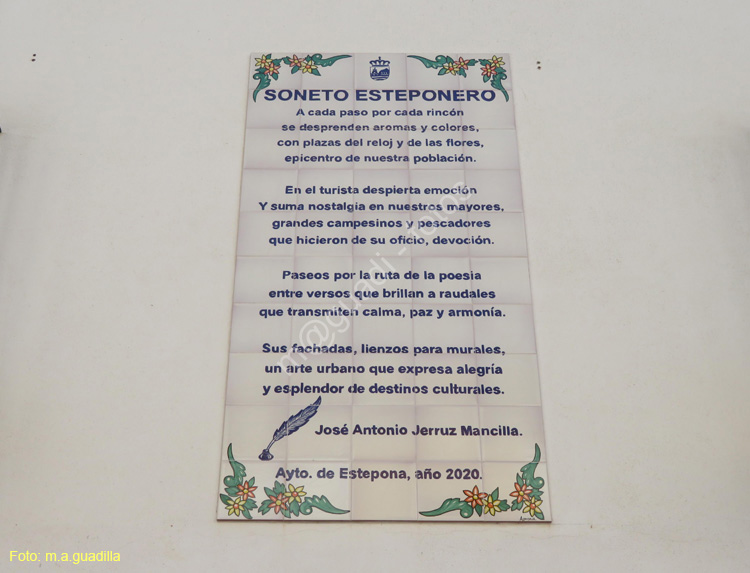 SONETO ESTEPONERO
A cada paso por cada rincón
se desprenden aromas y colores,
con plazas del reloj y de las flores,
epicentro de nuestra población.
En el turista despierta emoción
Y suma nostalgia en nuestros mayores,
grandes campesinos y pescadores
que hicieron de su oficio, devoción.
Paseos por la ruta de la poesia
entre versos que brillan a raudales
que transmiten calma, paz y armonía.
Sus fachadas, lienzos para murales,
un arte urbano que expresa alegría
y esplendor de destinos culturales.
José Antonio Jerruz Mancilla.
Ayto. de Estepona, año 2020.
m@guadi - fotos
Foto: m.a.guadilla